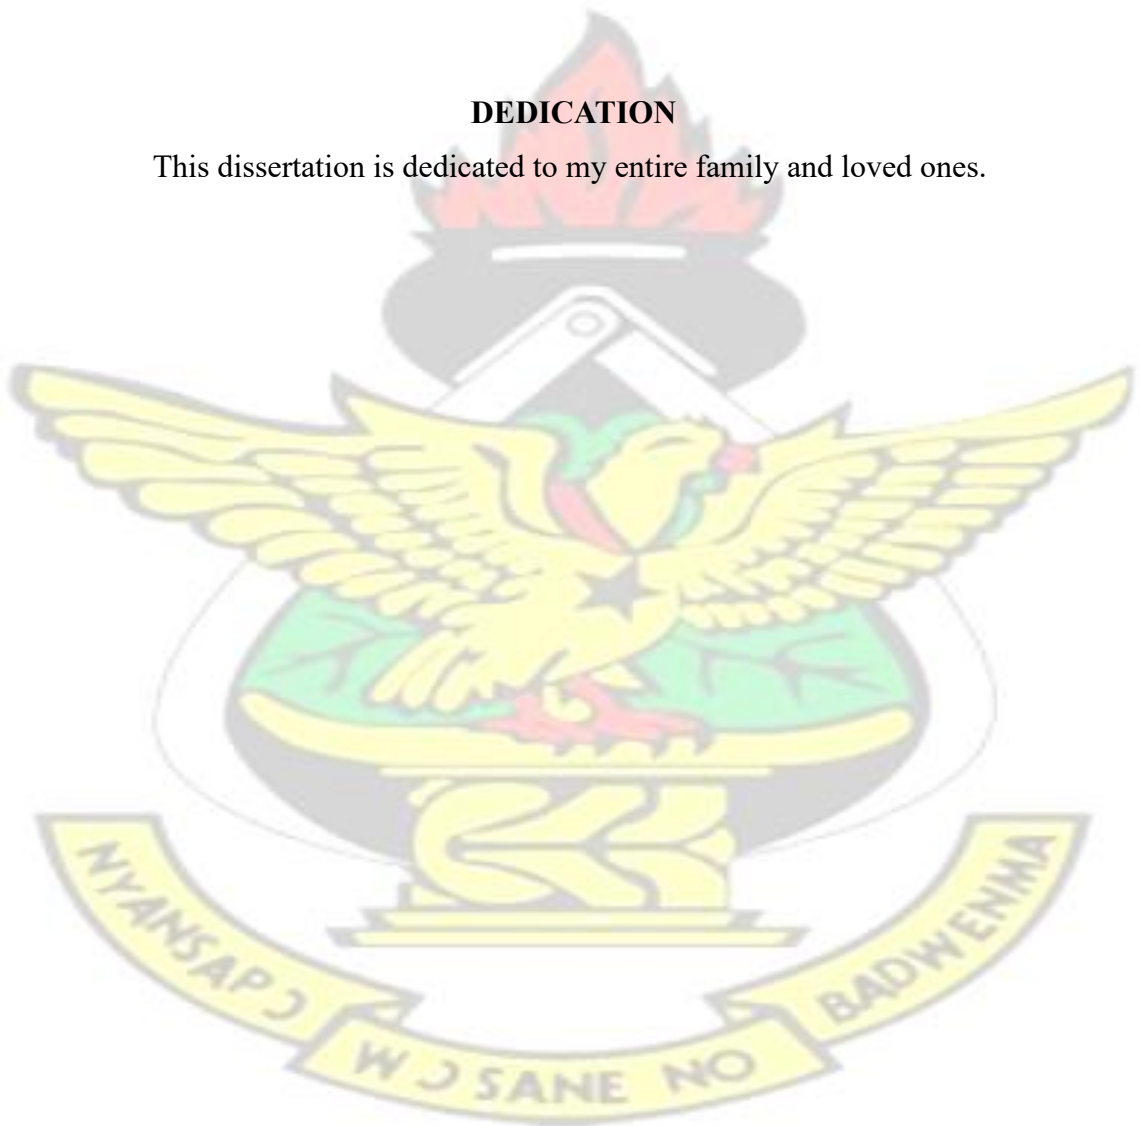 DEDICATION
This dissertation is dedicated to my entire family and loved ones.
NYANSAPƆ
WƆSANE NO
BADWENMA